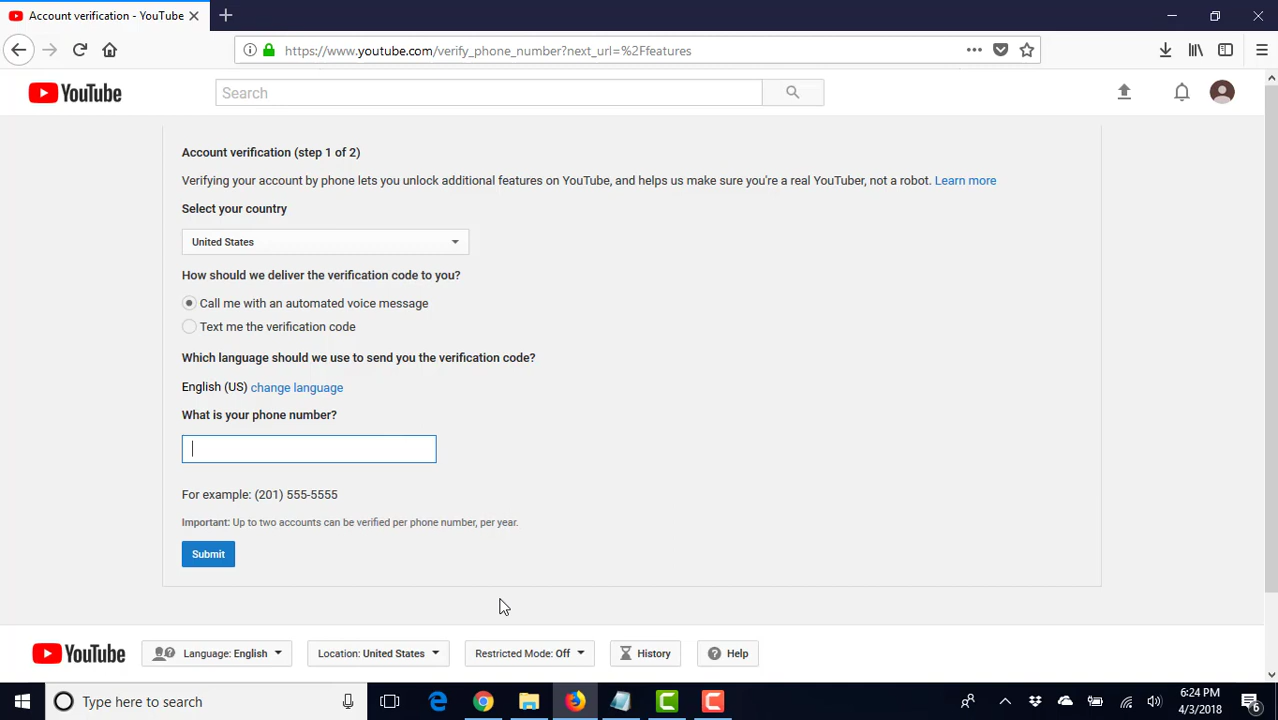 Account verification - YouTube
https://www.youtube.com/verify_phone_number?next_url=%2Ffeatures
YouTube
Search
Account verification (step 1 of 2)
Verifying your account by phone lets you unlock additional features on YouTube, and helps us make sure you're a real YouTuber, not a robot. Learn more
Select your country
United States
How should we deliver the verification code to you?
Call me with an automated voice message
Text me the verification code
Which language should we use to send you the verification code?
English (US) change language
What is your phone number?
For example: (201) 555-5555
Important: Up to two accounts can be verified per phone number, per year.
Submit
YouTube Language: English Location: United States Restricted Mode: Off History Help
Type here to search
6:24 PM
4/3/2018
6